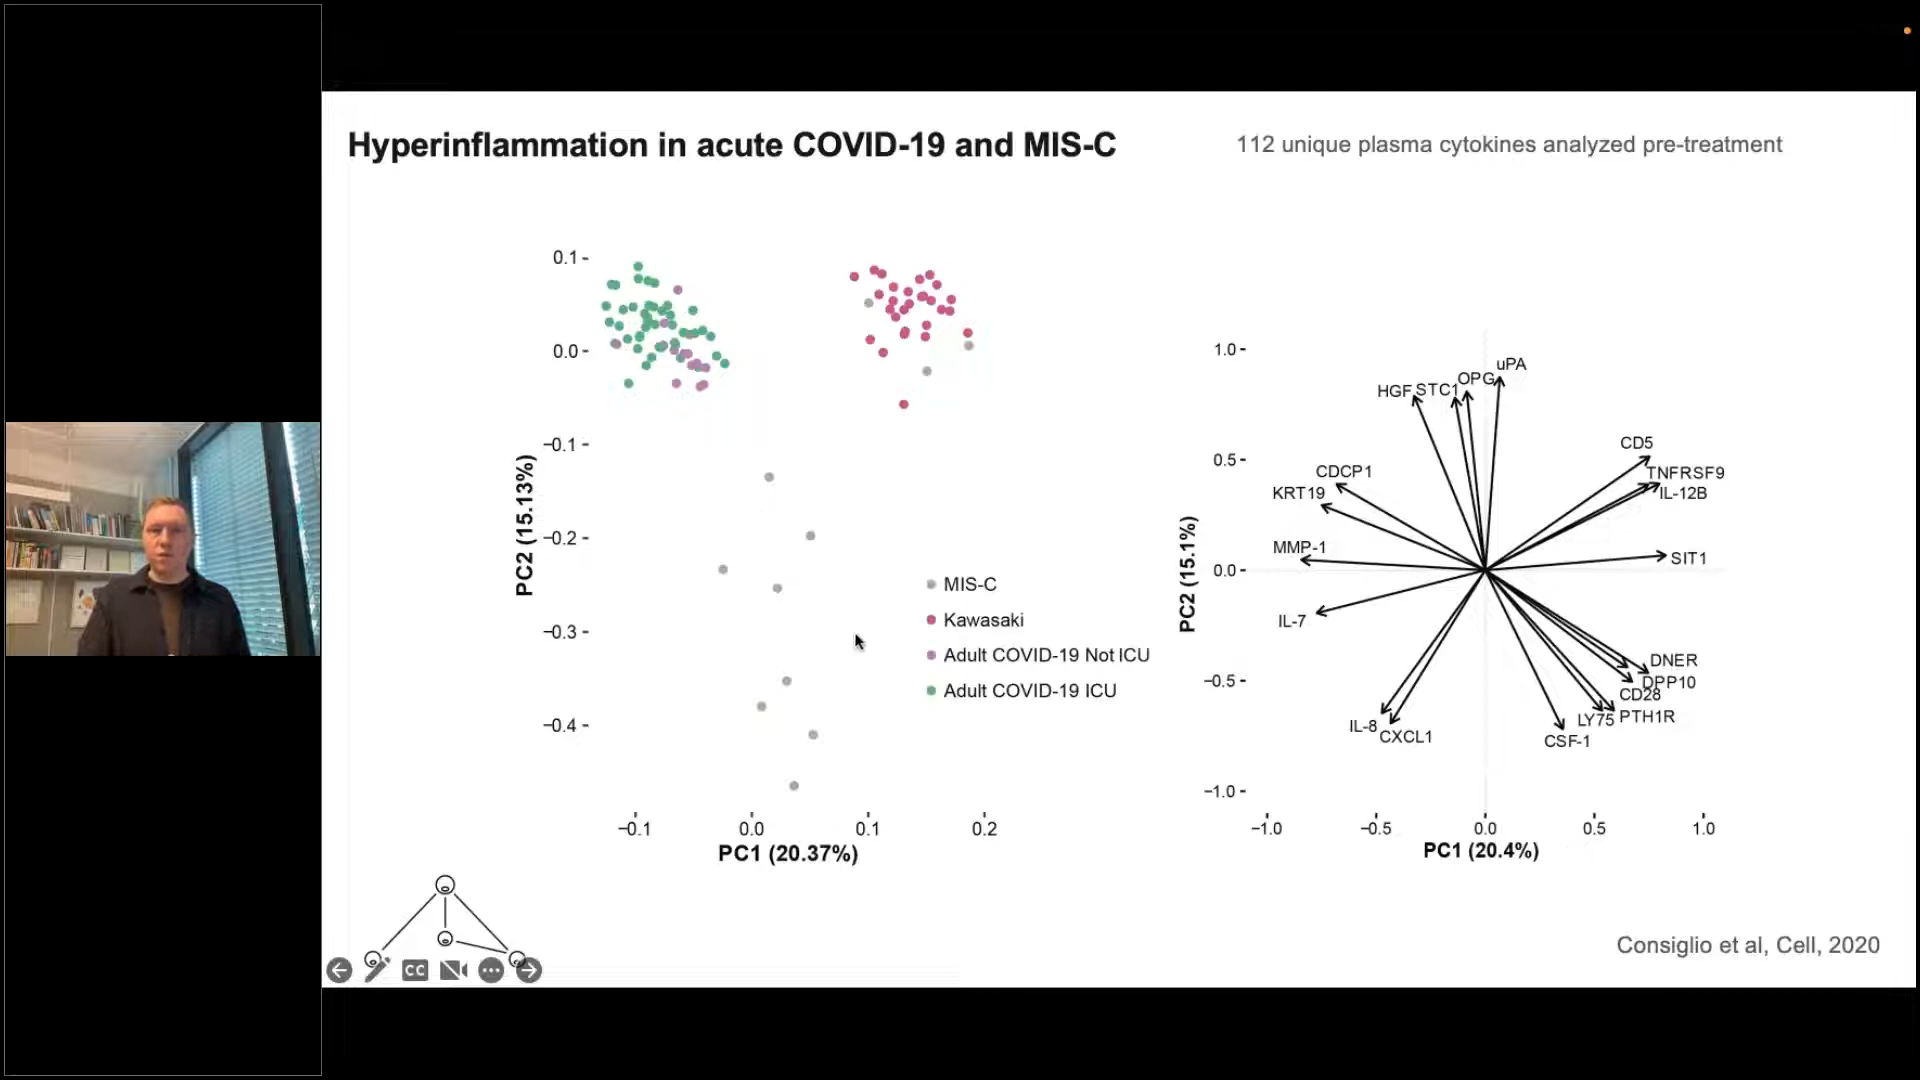 Hyperinflammation in acute COVID-19 and MIS-C
112 unique plasma cytokines analyzed pre-treatment
0.1
0.0
−0.1
−0.2
−0.3
−0.4
PC2 (15.13%)
−0.1
0.0
0.1
0.2
PC1 (20.37%)
MIS-C
Kawasaki
Adult COVID-19 Not ICU
Adult COVID-19 ICU
1.0
0.5
0.0
−0.5
−1.0
PC2 (15.1%)
−1.0
−0.5
0.0
0.5
1.0
PC1 (20.4%)
uPA
OPG
STC1
HGF
CD5
CDCP1
TNFRSF9
KRT19
IL-12B
MMP-1
SIT1
IL-7
DNER
DPP10
CD28
PTH1R
LY75
IL-8
CXCL1
CSF-1
Consiglio et al, Cell, 2020
CC